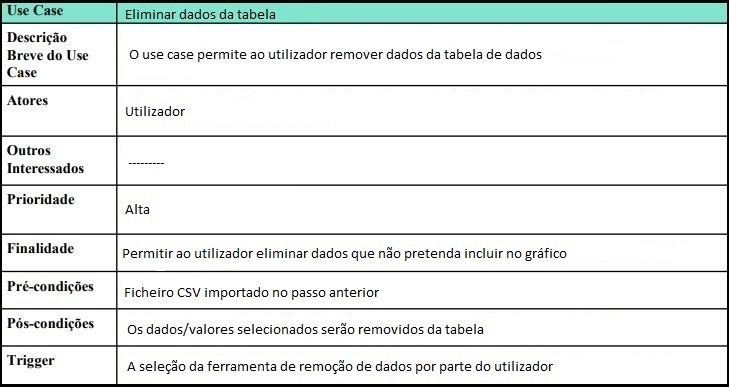 Use Case Eliminar dados da tabela
Descrição
Breve do Use
Case
O use case permite ao utilizador remover dados da tabela de dados
Atores
Utilizador
Outros
Interessados
---------
Prioridade
Alta
Finalidade
Permitir ao utilizador eliminar dados que não pretenda incluir no gráfico
Pré-condições
Ficheiro CSV importado no passo anterior
Pós-condições
Os dados/valores selecionados serão removidos da tabela
Trigger
A seleção da ferramenta de remoção de dados por parte do utilizador